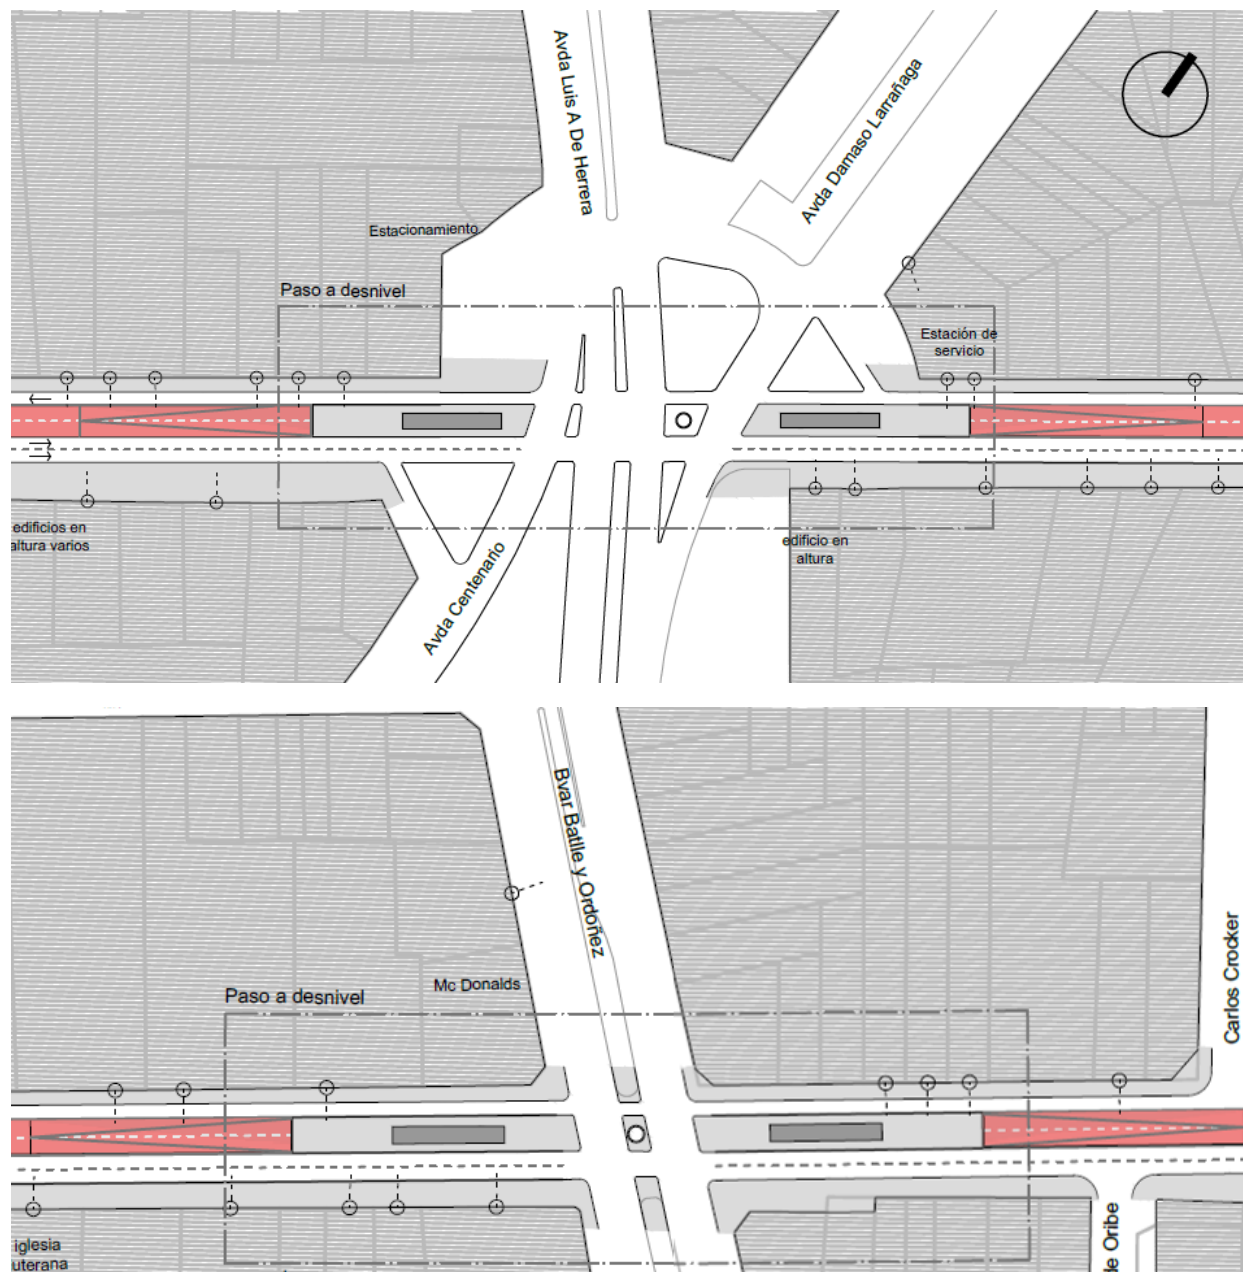 Avda Luis A De Herrera
Avda Damaso Larrañaga
Estacionamiento
Paso a desnivel
Estación de
servicio
edificios en
altura varios
edificio en
altura
Avda Centenario
Bvar Batlle y Ordoñez
Mc Donalds
Paso a desnivel
Carlos Crocker
iglesia
uterana
de Oribe